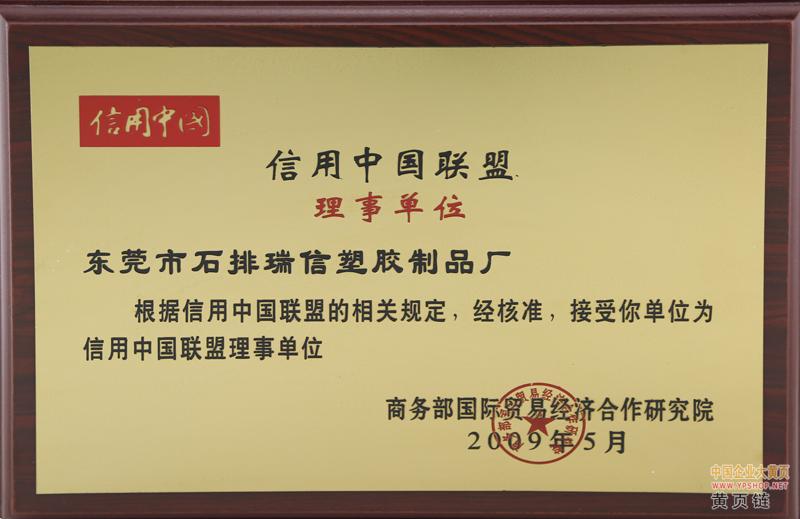 信用中國
信用中国联盟
理事单位
东莞市石排瑞信塑胶制品厂
根据信用中国联盟的相关规定，经核准，接受你单位为
信用中国联盟理事单位
商务部国际贸易经济合作研究院
2009年5月
中国企业大黄页
WWW.YPSHOP.NET
黄页链